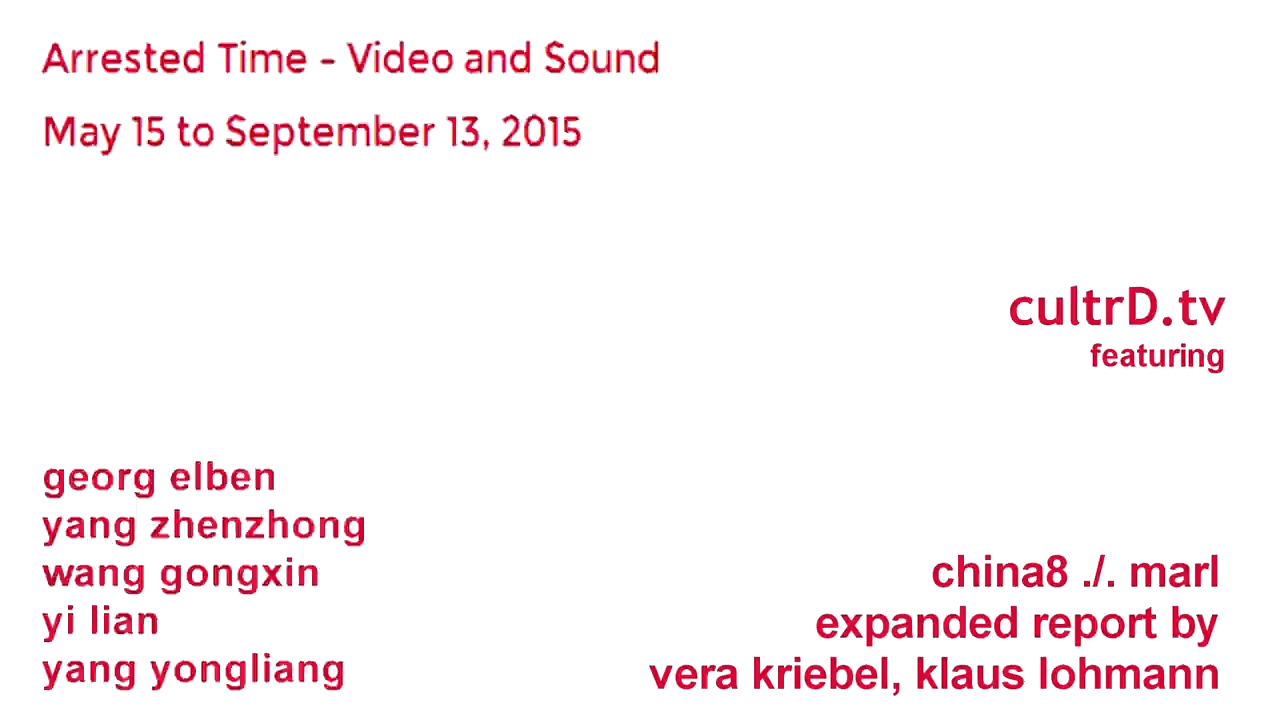 Arrested Time - Video and Sound
May 15 to September 13, 2015
cultrD.tv
featuring
georg elben
yang zhenzhong
wang gongxin
yi lian
yang yongliang
china8 ./. marl
expanded report by
vera kriebel, klaus lohmann